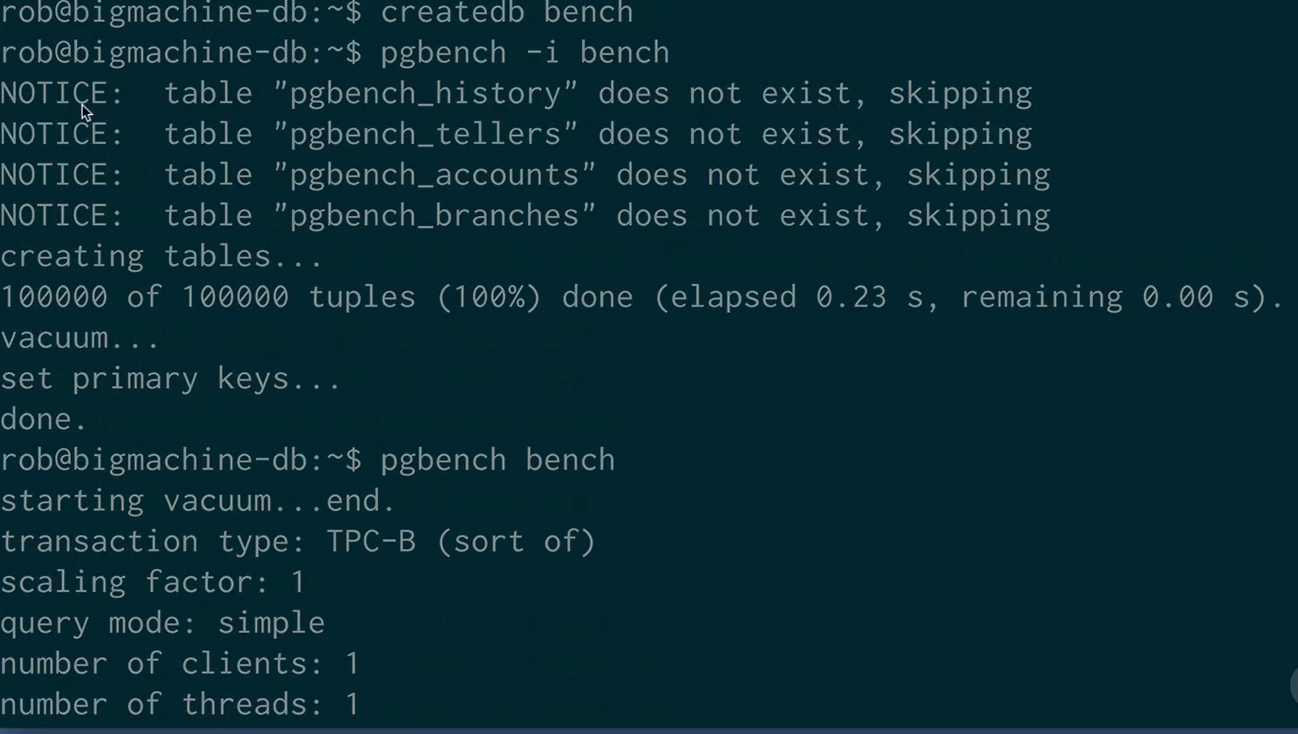 rob@bigmachine-db:~$ createdb bench
rob@bigmachine-db:~$ pgbench -i bench
NOTICE:  table "pgbench_history" does not exist, skipping
NOTICE:  table "pgbench_tellers" does not exist, skipping
NOTICE:  table "pgbench_accounts" does not exist, skipping
NOTICE:  table "pgbench_branches" does not exist, skipping
creating tables...
100000 of 100000 tuples (100%) done (elapsed 0.23 s, remaining 0.00 s).
vacuum...
set primary keys...
done.
rob@bigmachine-db:~$ pgbench bench
starting vacuum...end.
transaction type: TPC-B (sort of)
scaling factor: 1
query mode: simple
number of clients: 1
number of threads: 1